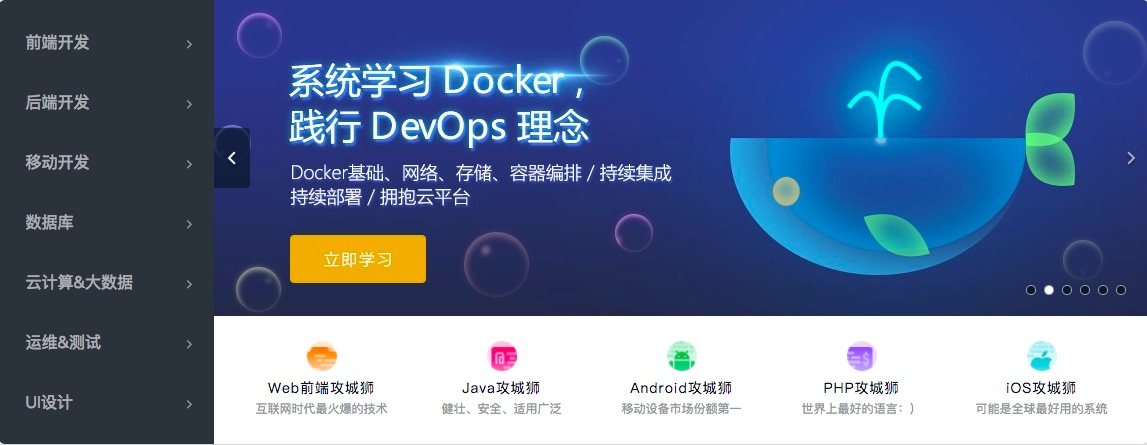 前端开发
后端开发
移动开发
数据库
云计算&大数据
运维&测试
UI设计
系统学习 Docker，
践行 DevOps 理念
Docker基础、网络、存储、容器编排 / 持续集成
持续部署 / 拥抱云平台
立即学习
Web前端攻城狮
互联网时代最火爆的技术
Java攻城狮
健壮、安全、适用广泛
Android攻城狮
移动设备市场份额第一
PHP攻城狮
世界上最好的语言：)
iOS攻城狮
可能是全球最好用的系统